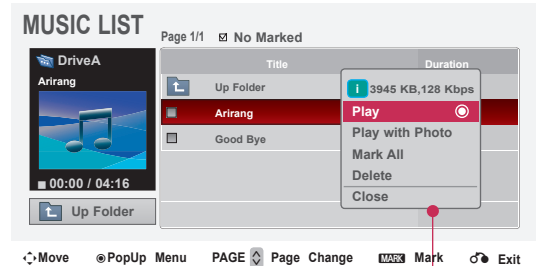 MUSIC LIST
Page 1/1 No Marked
DriveA
Arirang
00:00 / 04:16
Up Folder
Title Duration
Up Folder
Arirang
Good Bye
i 3945 KB,128 Kbps
Play
Play with Photo
Mark All
Delete
Close
Move PopUp Menu PAGE Page Change MARK Mark Exit